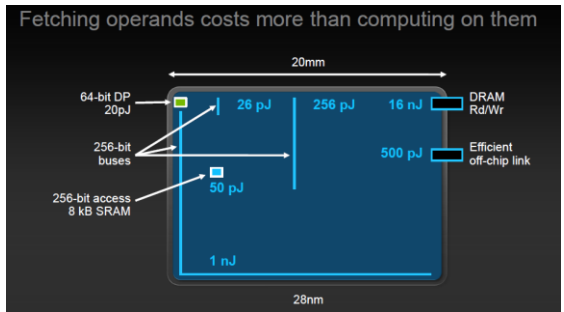 Fetching operands costs more than computing on them
20mm
64-bit DP
20pJ
26 pJ
256 pJ
16 nJ
DRAM
Rd/Wr
256-bit
buses
500 pJ
Efficient
off-chip link
256-bit access
8 kB SRAM
50 pJ
1 nJ
28nm